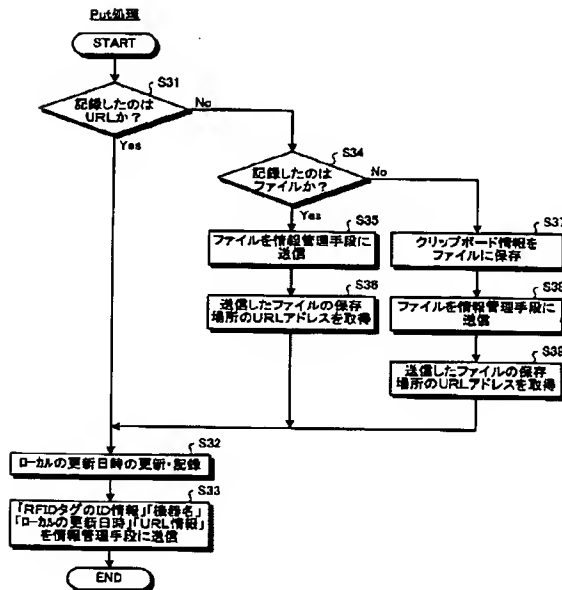 Put処理
START
S31
記録したのは
URLか？
No
Yes
S34
記録したのは
ファイルか？
No
Yes
S35
ファイルを情報管理手段に
送信
S36
送信したファイルの保存
場所のURLアドレスを取得
S37
クリップボード情報を
ファイルに保存
S38
ファイルを情報管理手段に
送信
S39
送信したファイルの保存
場所のURLアドレスを取得
S32
ローカルの更新日時の更新・記録
S33
「RFIDタグのID情報」「機器名」
「ローカルの更新日時」「URL情報」
を情報管理手段に送信
END